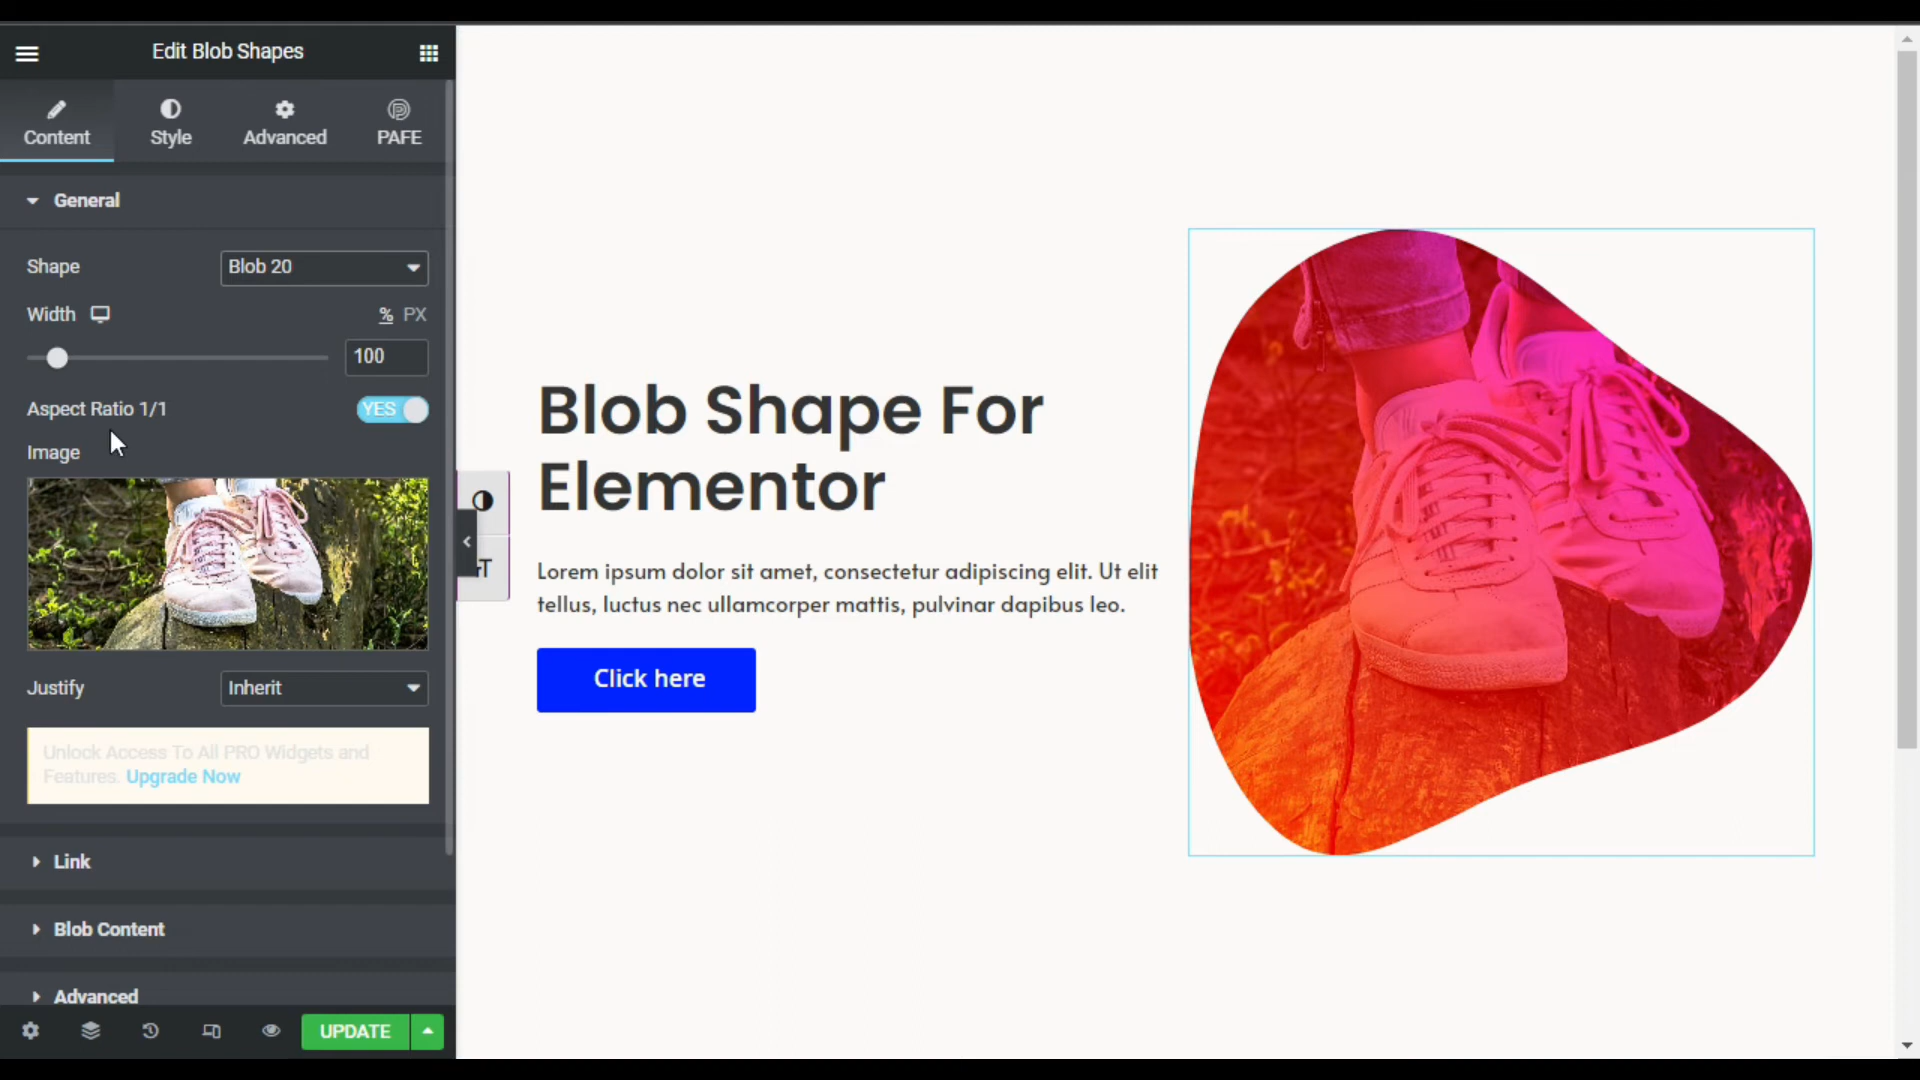 Edit Blob Shapes
Content
Style
Advanced
PAFE
General
Shape
Blob 20
Width
%
PX
100
Aspect Ratio 1/1
YES
Image
Justify
Inherit
Unlock Access To All PRO Widgets and
Features. Upgrade Now
Link
Blob Content
Advanced
UPDATE
Blob Shape For
Elementor
Lorem ipsum dolor sit amet, consectetur adipiscing elit. Ut elit
tellus, luctus nec ullamcorper mattis, pulvinar dapibus leo.
Click here